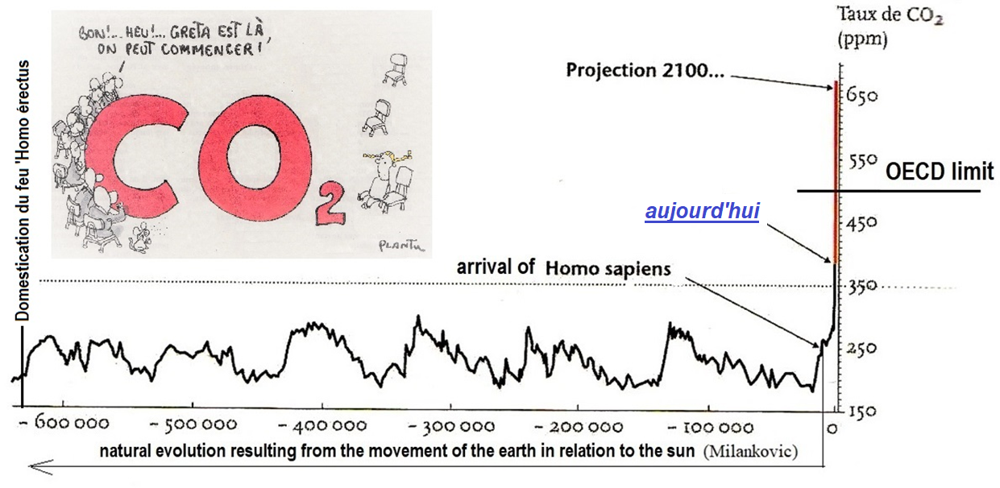 BON!... HEU!... GRETA EST LÀ,
ON PEUT COMMENCER!
PLANTU
CO2
Taux de CO2
(ppm)
Projection 2100...
650
550
OECD limit
450
aujourd'hui
arrival of Homo sapiens
350
250
150
Domestication du feu 'Homo érectus
-600 000
-500 000
-400 000
-300 000
-200 000
-100 000
0
natural evolution resulting from the movement of the earth in relation to the sun (Milankovic)